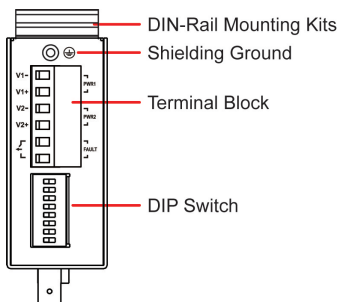 DIN-Rail Mounting Kits
Shielding Ground
V1-
V1+
PWR1
V2-
V2+
PWR2
FAULT
Terminal Block
DIP Switch